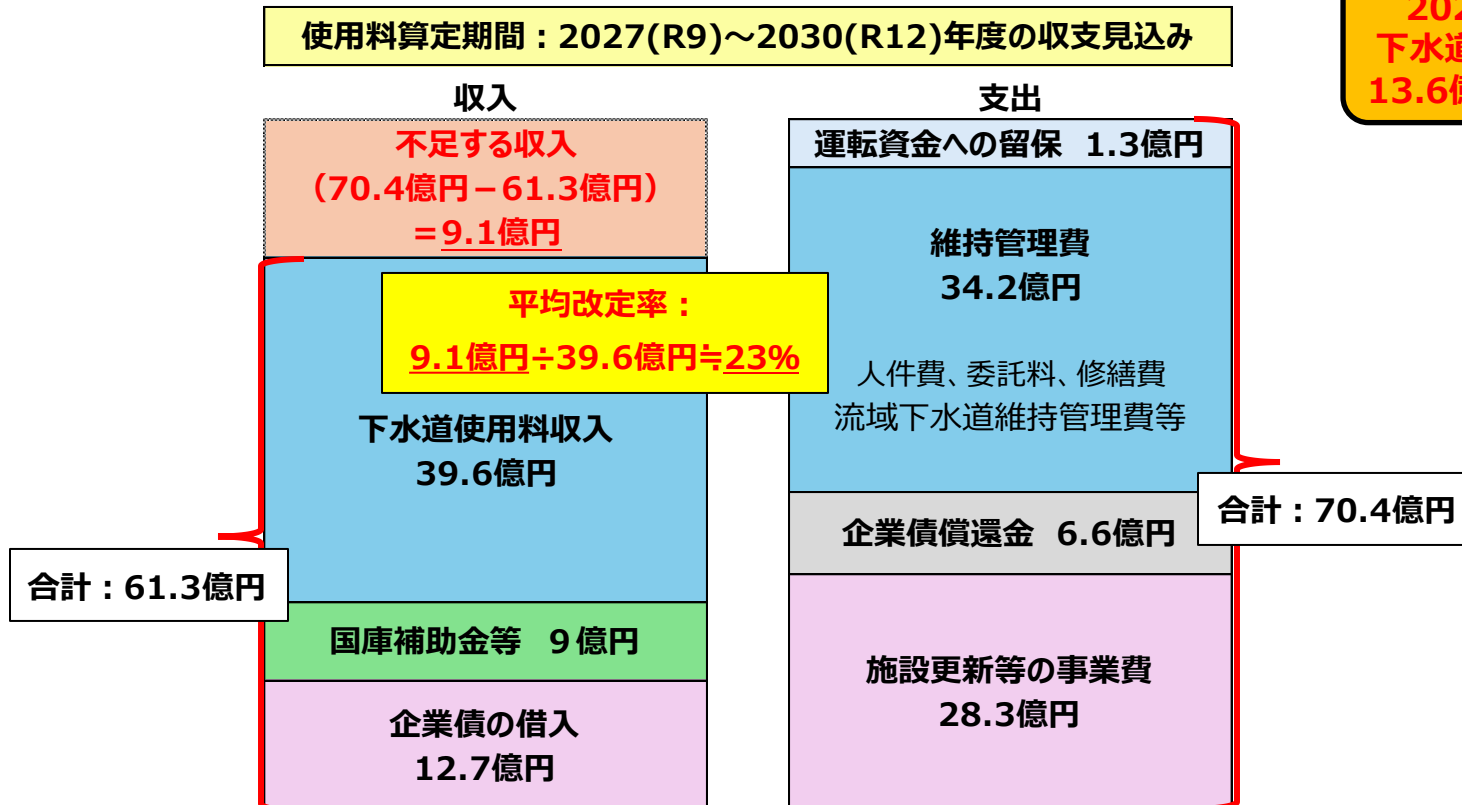 使用料算定期間：2027(R9)～2030(R12)年度の収支見込み
収入
不足する収入
（70.4億円－61.3億円）
＝9.1億円
平均改定率：
9.1億円÷39.6億円≒23%
下水道使用料収入
39.6億円
合計：61.3億円
国庫補助金等 ９億円
企業債の借入
12.7億円
支出
運転資金への留保 1.3億円
維持管理費
34.2億円
人件費、委託料、修繕費
流域下水道維持管理費等
企業債償還金 6.6億円
合計：70.4億円
施設更新等の事業費
28.3億円
202
下水道
13.6億